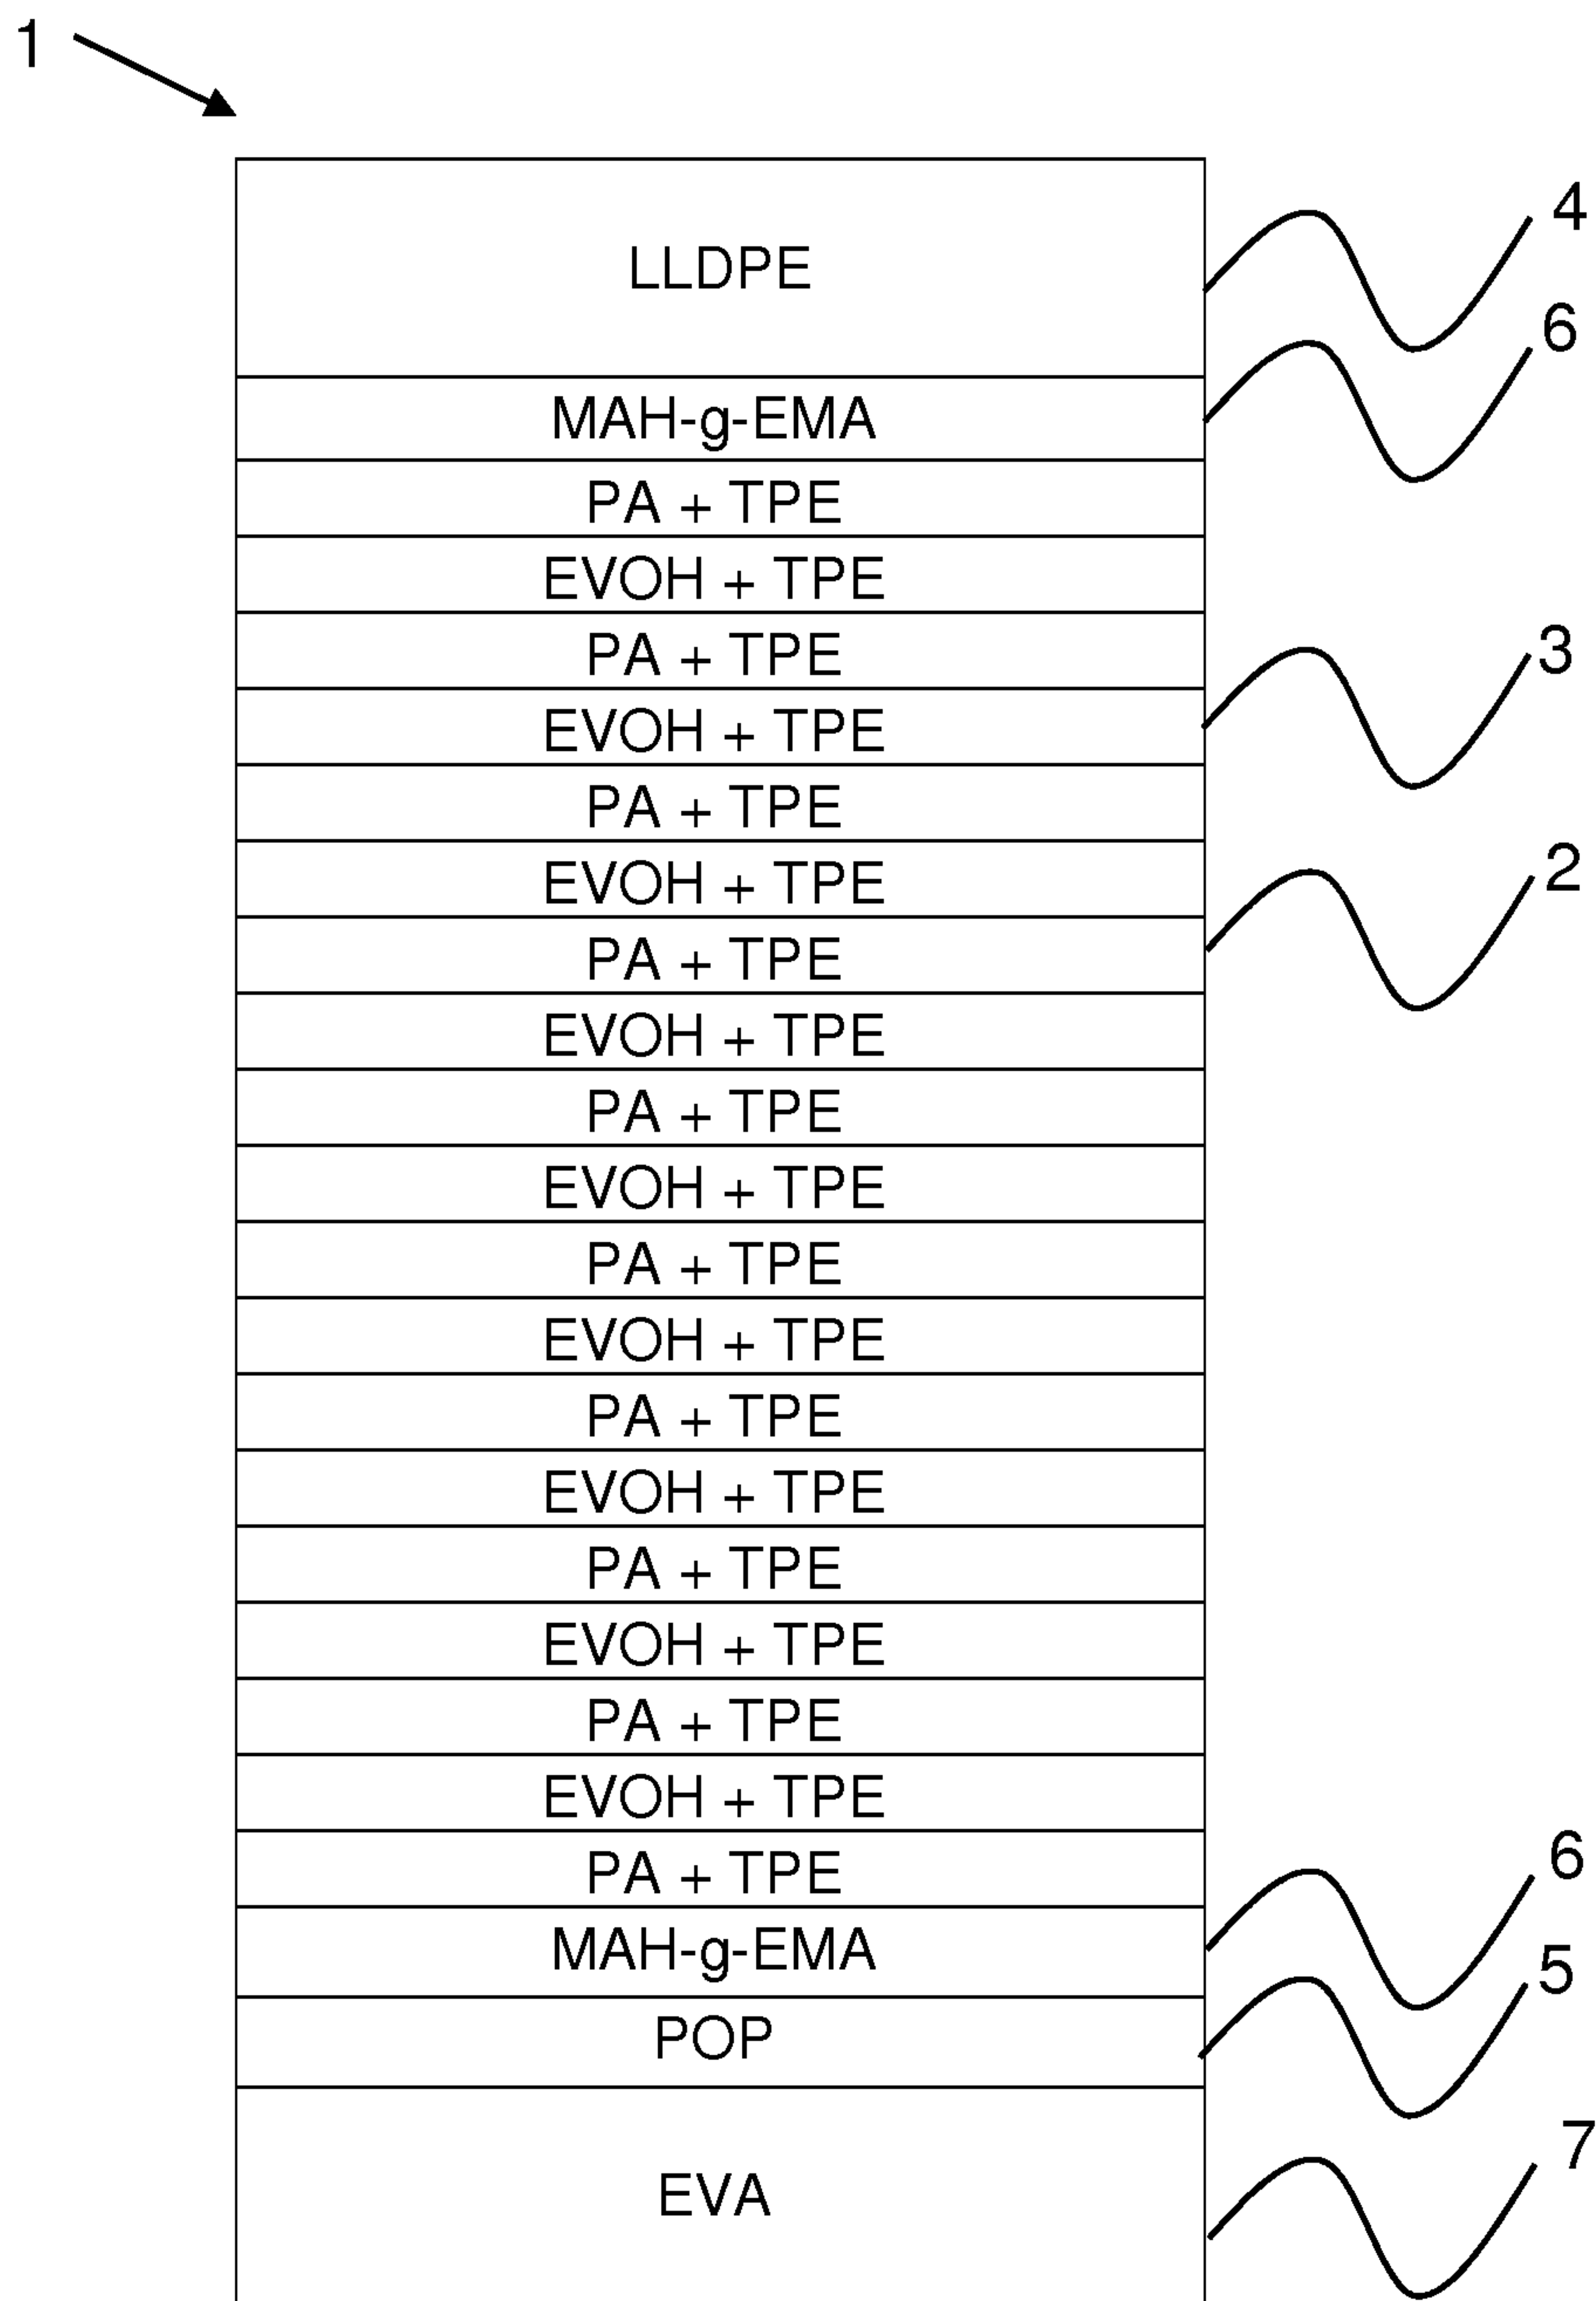 1
LLDPE
4
MAH-g-EMA
6
PA + TPE
EVOH + TPE
PA + TPE
3
EVOH + TPE
PA + TPE
EVOH + TPE
2
PA + TPE
EVOH + TPE
PA + TPE
EVOH + TPE
PA + TPE
EVOH + TPE
PA + TPE
EVOH + TPE
PA + TPE
EVOH + TPE
PA + TPE
EVOH + TPE
PA + TPE
6
MAH-g-EMA
5
POP
7
EVA